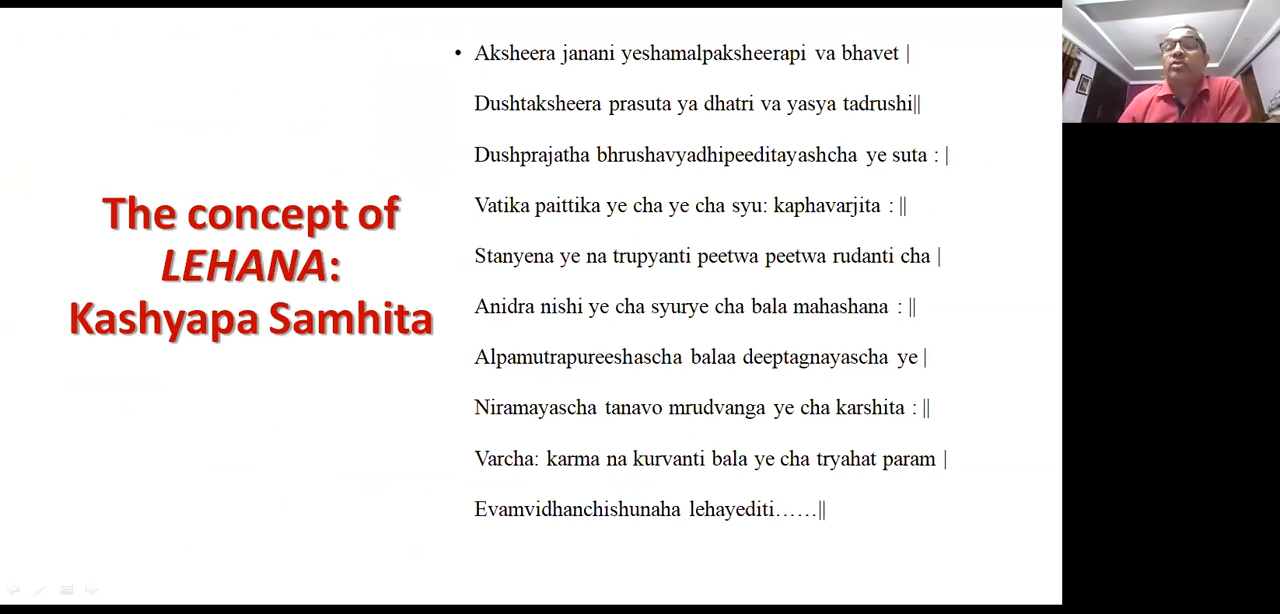 The concept of
LEHANA:
Kashyapa Samhita
• Aksheera janani yeshamalpaksheerapi va bhavet |
Dushtaksheera prasuta ya dhatri va yasya tadrushi||
Dushprajatha bhrushavyadhipeeditayashcha ye suta : |
Vatika paittika ye cha ye cha syu: kaphavarjita : ||
Stanyena ye na trupyanti peetwa peetwa rudanti cha |
Anidra nishi ye cha syurye cha bala mahashana : ||
Alpamutrapureeshascha balaa deeptagnayascha ye |
Niramayascha tanavo mrudvanga ye cha karshita : ||
Varcha: karma na kurvanti bala ye cha tryahat param |
Evamvidhanchishunaha lehayediti……||